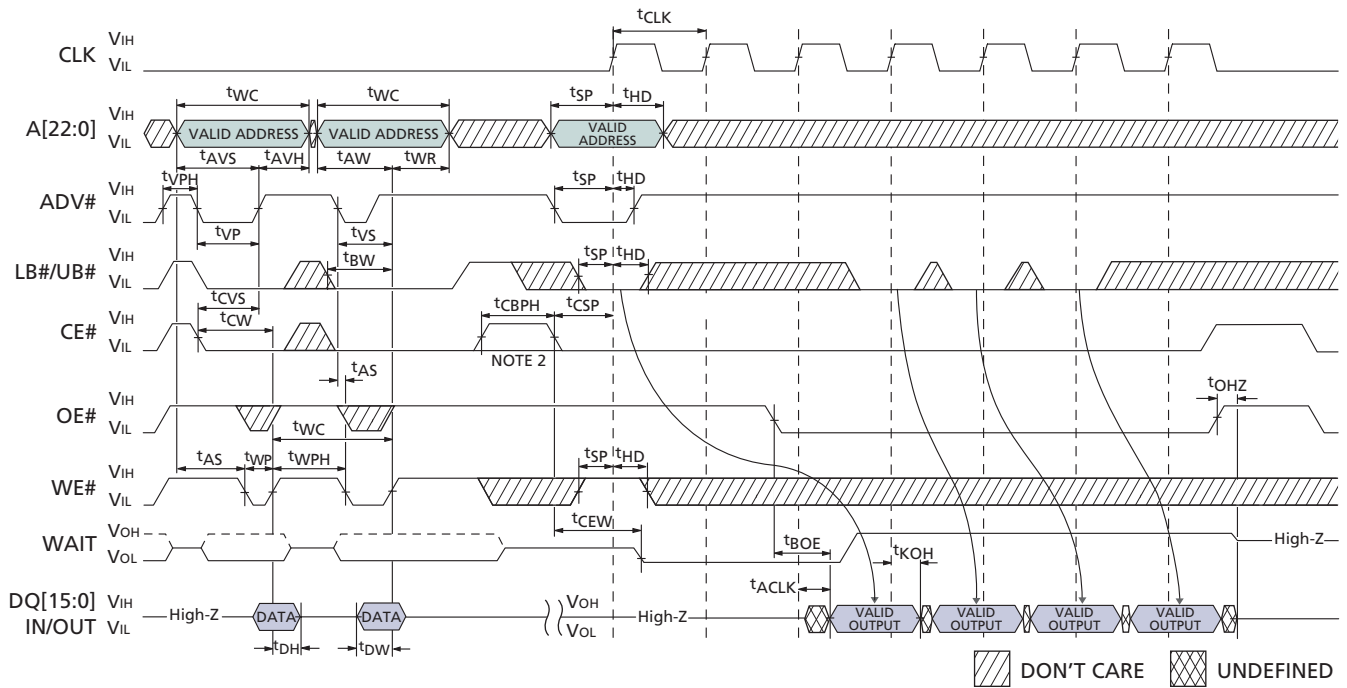 tCLK
CLK VIH
VIL
tWC tWC tSP tHD
A[22:0] VIH
VIL
VALID ADDRESS VALID ADDRESS VALID ADDRESS
tAVS tAVH tAW tWR
tVPH tSP tHD
ADV# VIH
VIL
tVP tVS
LB#/UB# VIH
VIL
tBW tSP tHD
tCVS tCBPH tCSP
CE# VIH
VIL
tCW
NOTE 2
tAS
OE# VIH
VIL
tOHZ
tWC
tAS tWP tWPH tSP tHD
WE# VIH
VIL
tCEW
WAIT VOH
VOL
tBOE tKOH High-Z
tACLK
DQ[15:0] IN/OUT VIH
VIL
High-Z DATA DATA VOH
VOL
High-Z VALID OUTPUT VALID OUTPUT VALID OUTPUT VALID OUTPUT
tDH tDW
DON'T CARE UNDEFINED